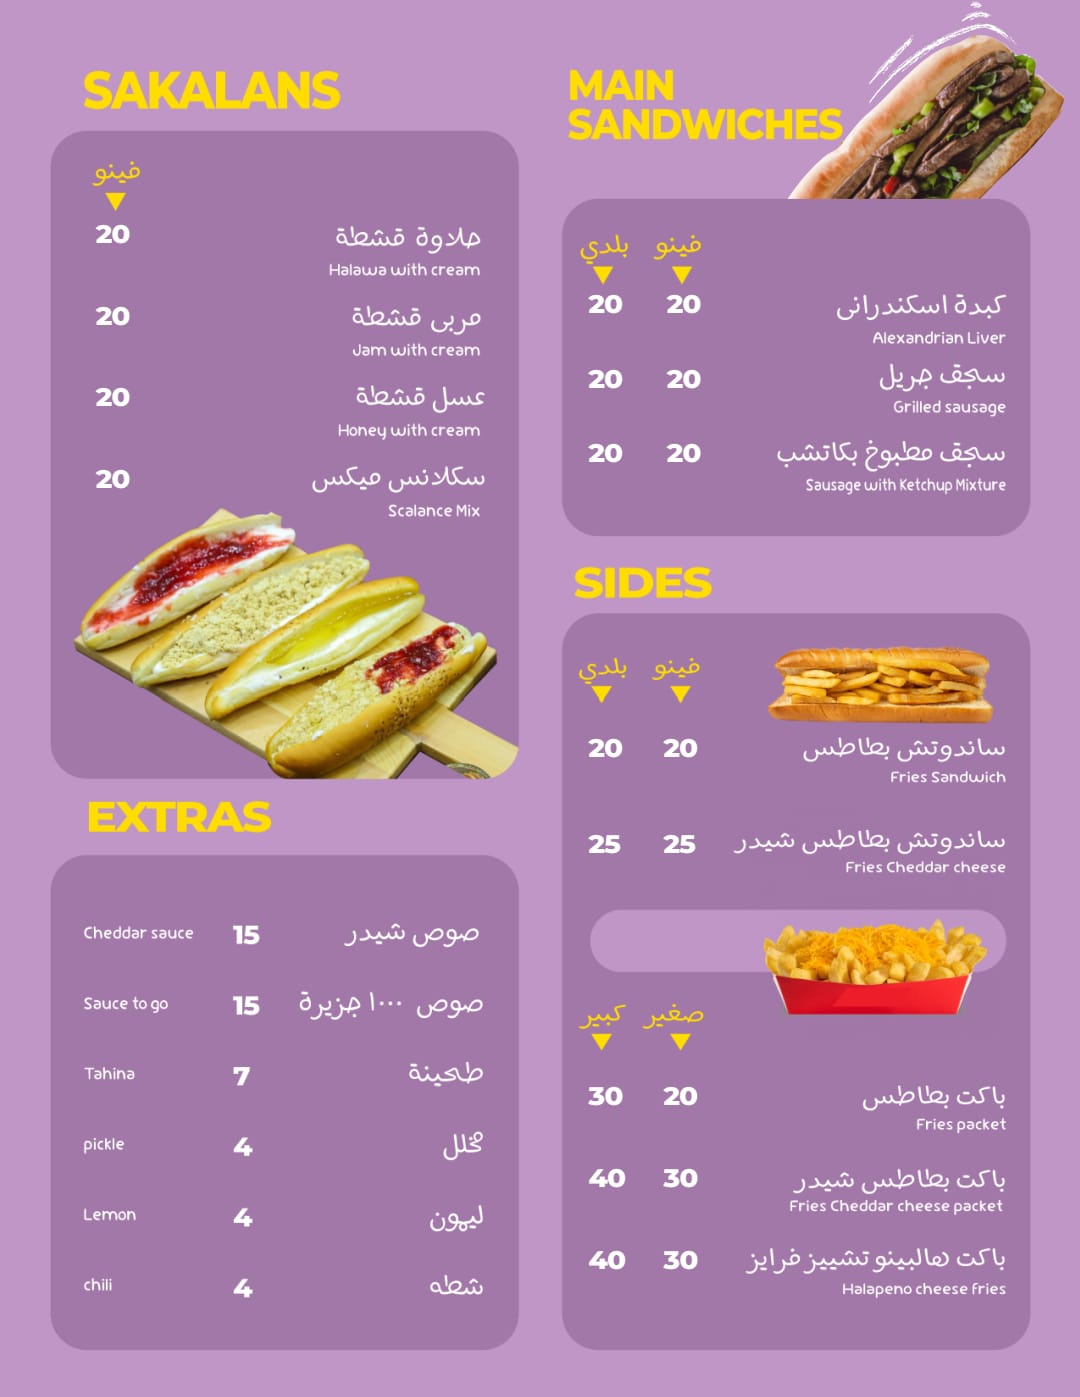 SAKALANS
فينو
20
حلاوة قشطة
Halawa with cream
20
مربى قشطة
Jam with cream
20
عسل قشطة
Honey with cream
20
سكلانس ميكس
Scalance Mix
EXTRAS
Cheddar sauce 15 صوص شيدر
Sauce to go 15 صوص ١٠٠٠ جزيرة
Tahina 7 طحينة
pickle 4 مخلل
Lemon 4 ليمون
chili 4 شطه
MAIN
SANDWICHES
فينو بلدي
كبدة اسكندرانى 20 20
Alexandrian Liver
سجق جريل 20 20
Grilled sausage
سجق مطبوخ بكاتشب 20 20
Sausage with Ketchup Mixture
SIDES
فينو بلدي
ساندوتش بطاطس 20 20
Fries Sandwich
ساندوتش بطاطس شيدر 25 25
Fries Cheddar cheese
صغير كبير
باكت بطاطس 20 30
Fries packet
باكت بطاطس شيدر 30 40
Fries Cheddar cheese packet
باكت هالبينو تشييز فرايز 30 40
Halapeno cheese fries